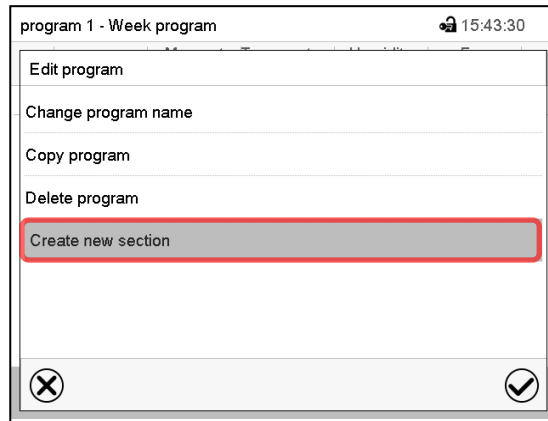 program 1 - Week program 15:43:30
Edit program
Change program name
Copy program
Delete program
Create new section